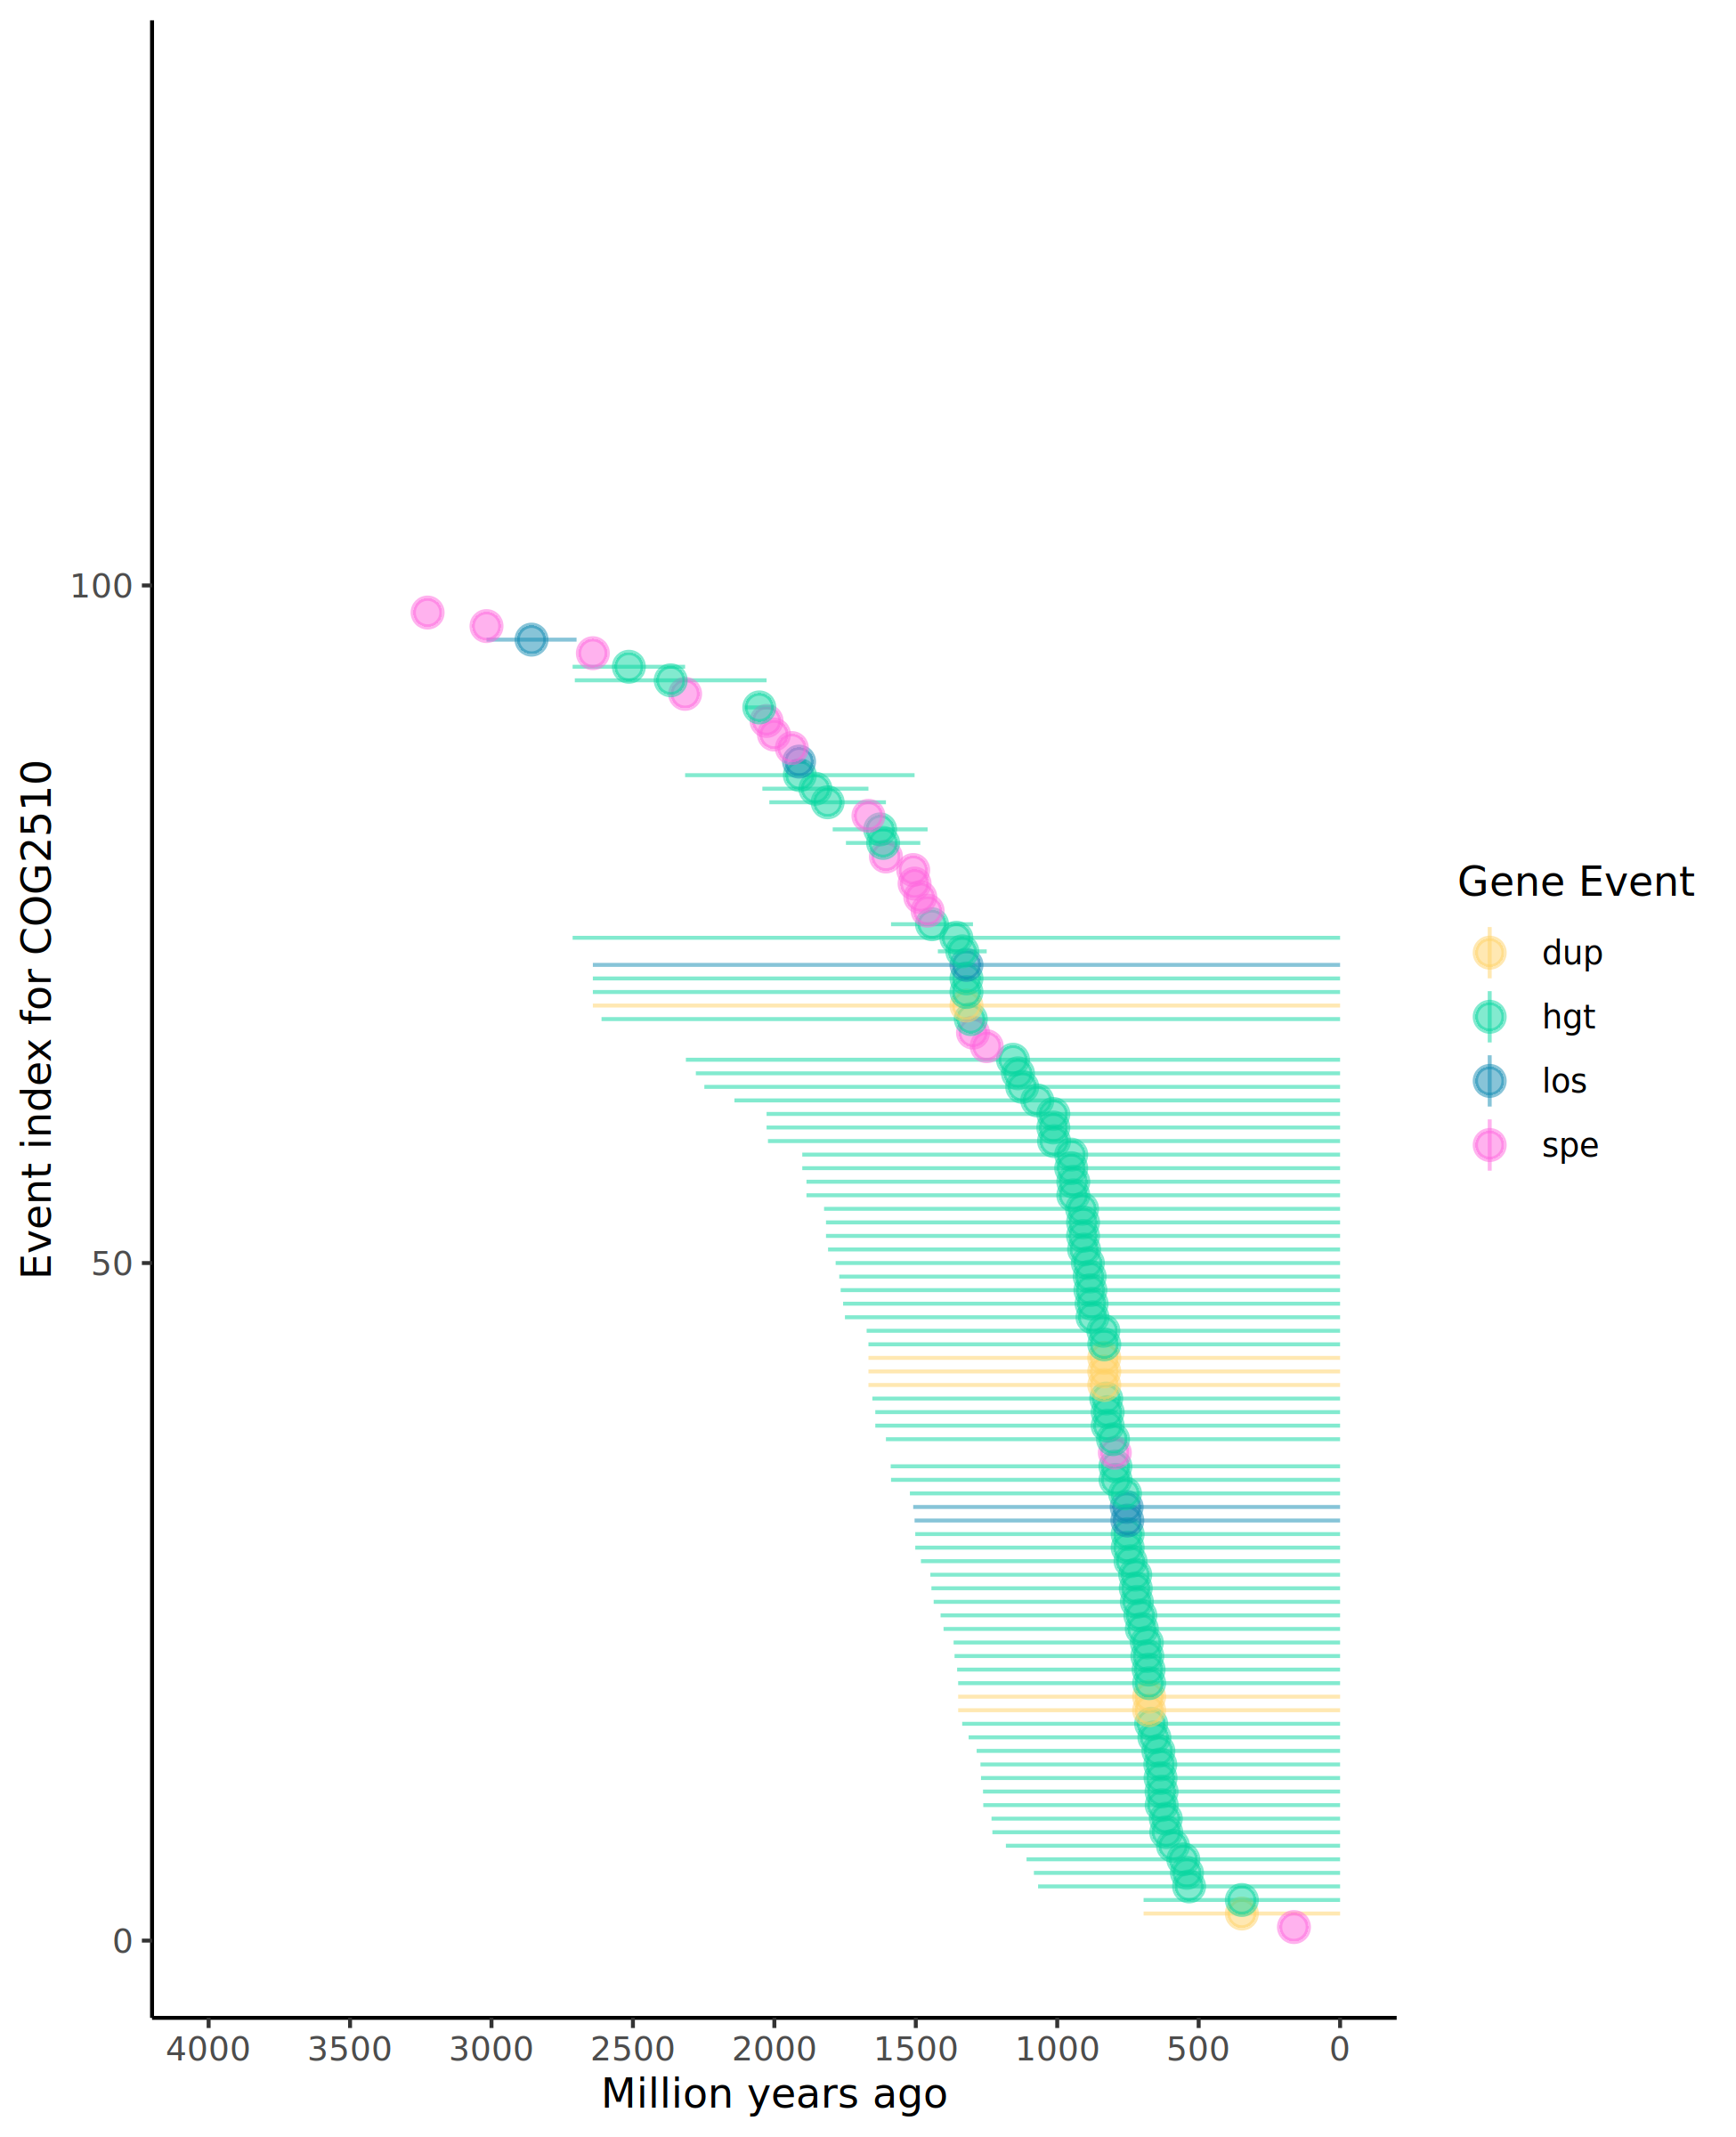 Event index for COG2510
100
50
0
4000 3500 3000 2500 2000 1500 1000 500 0
Million years ago
Gene Event
dup
hgt
los
spe